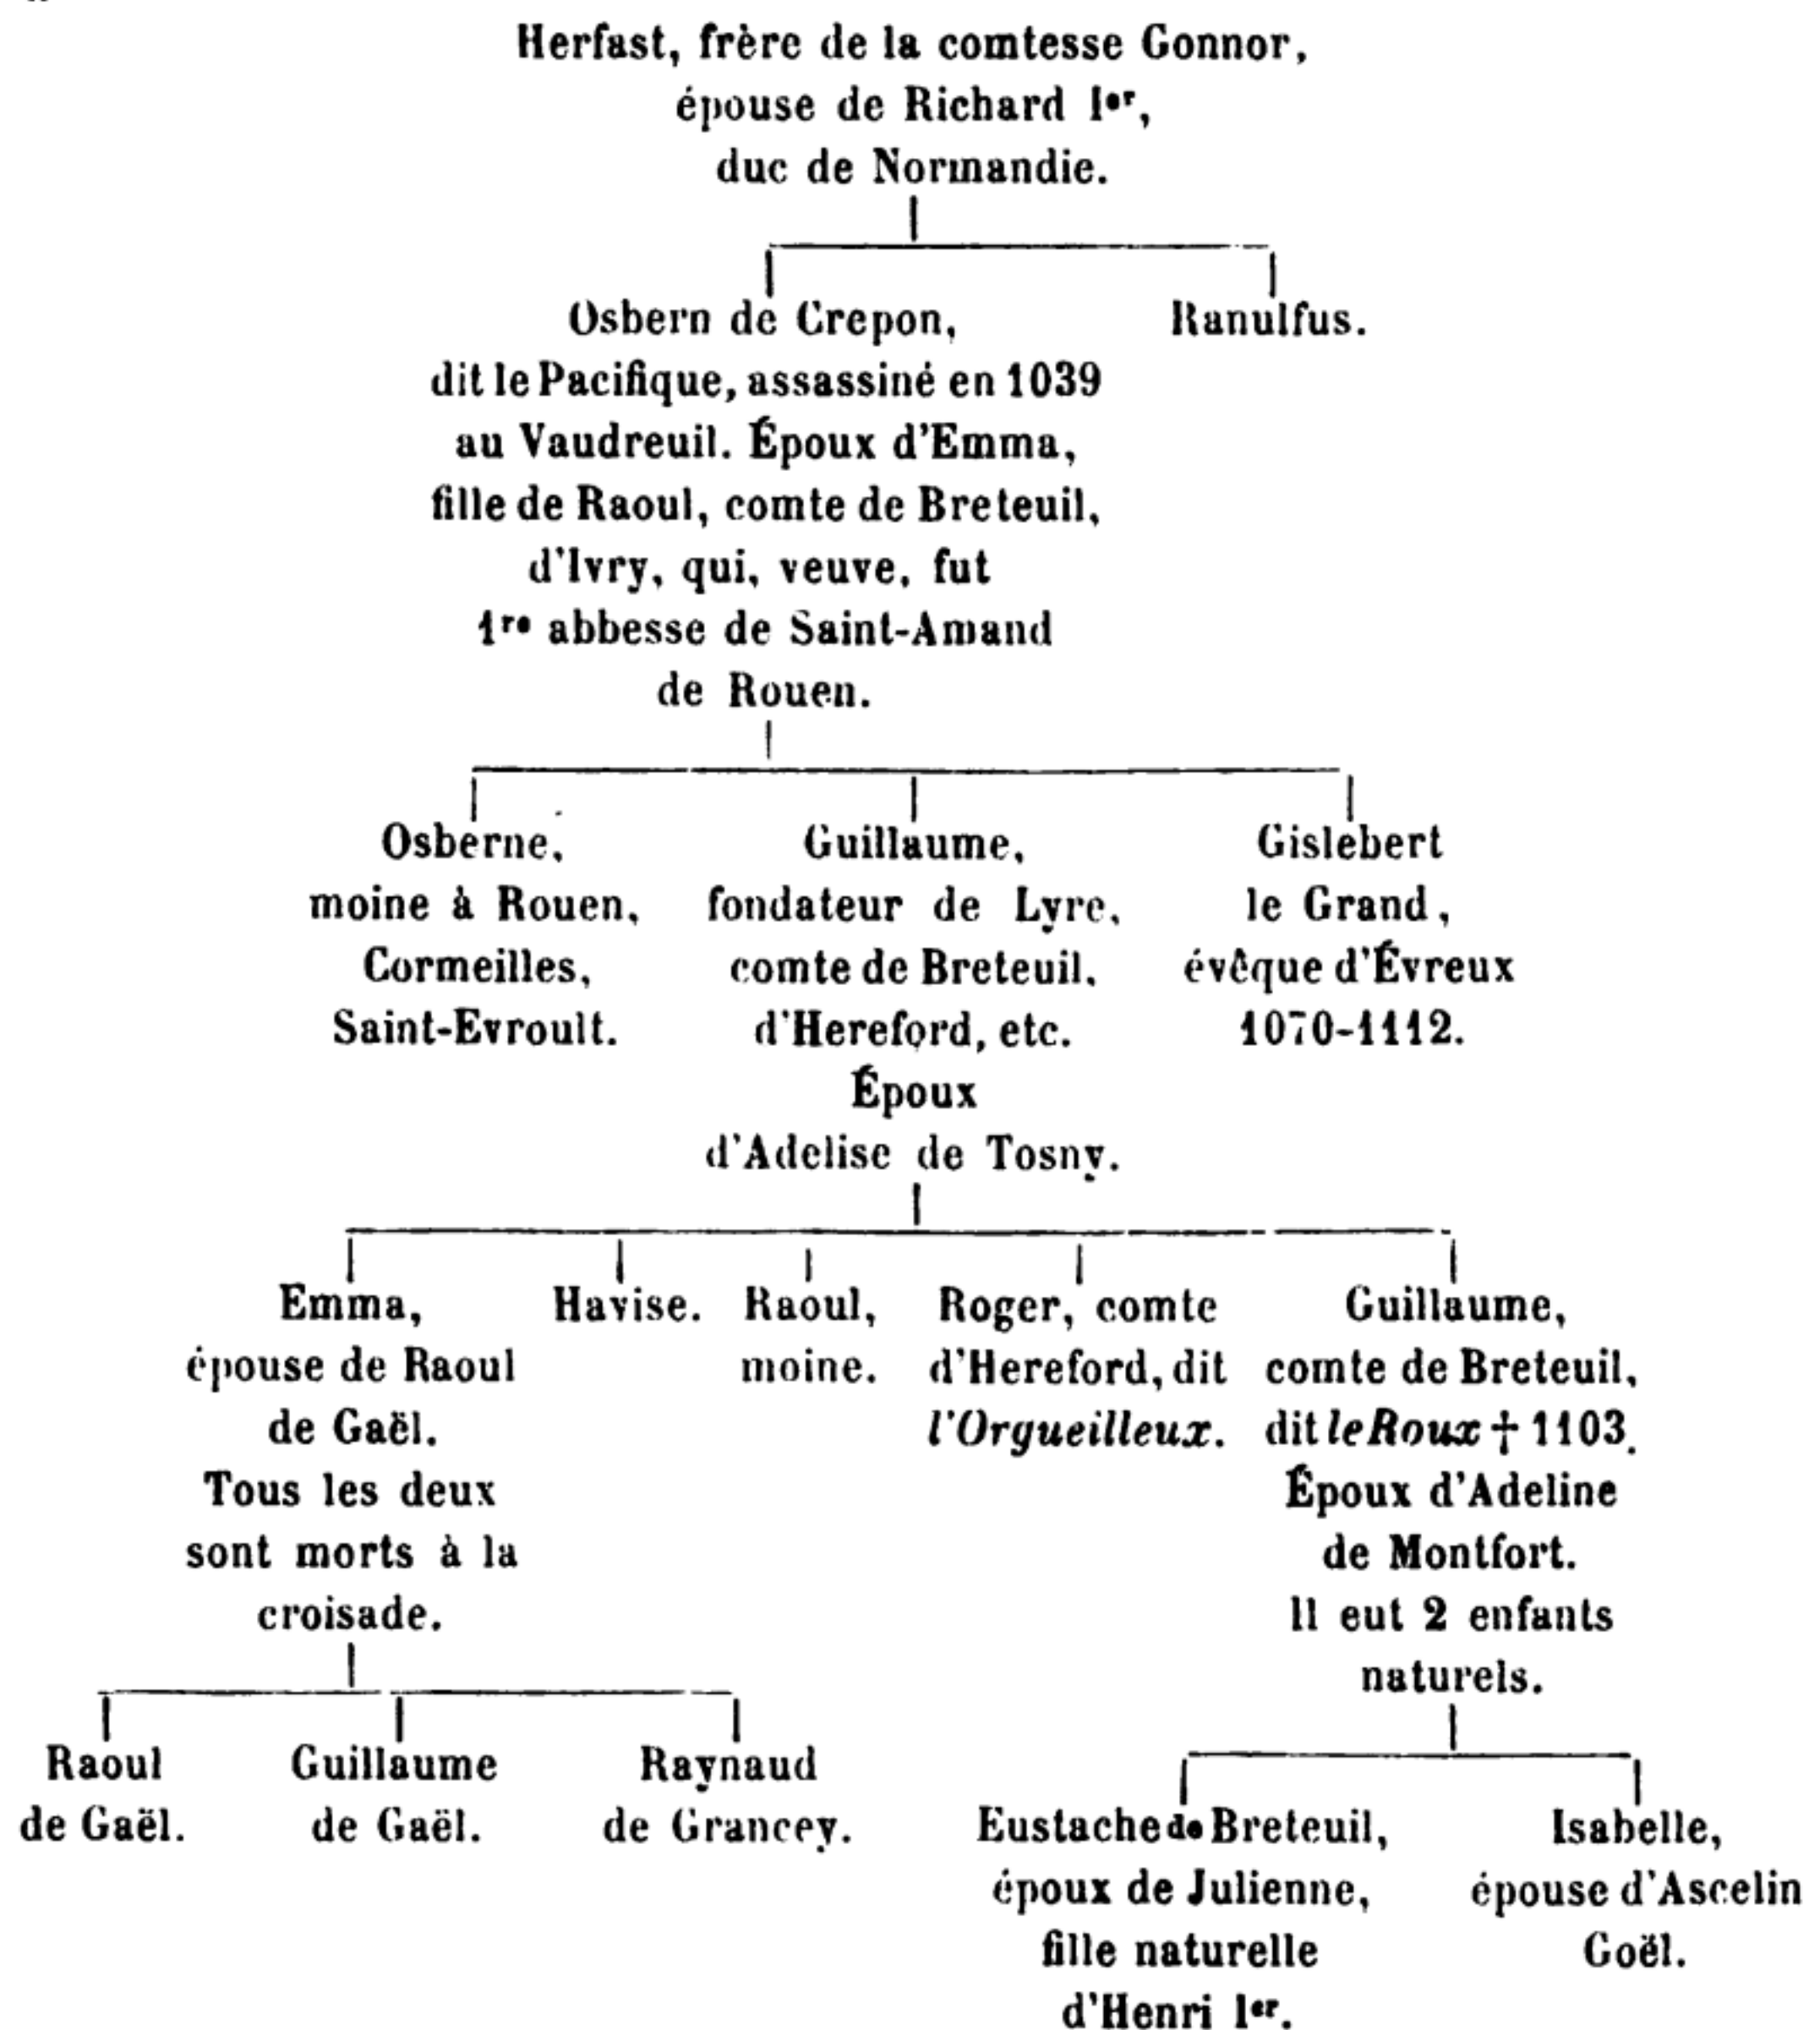 Herfast, frère de la comtesse Gonnor,
épouse de Richard Ier,
duc de Normandie.
Osbern de Crepon,
dit le Pacifique, assassiné en 1039
au Vaudreuil. Époux d'Emma,
fille de Raoul, comte de Breteuil,
d'Ivry, qui, veuve, fut
1re abbesse de Saint-Amand
de Rouen.
Ranulfus.
Osberne,
moine à Rouen,
Cormeilles,
Saint-Evroult.
Guillaume,
fondateur de Lyre,
comte de Breteuil,
d'Hereford, etc.
Époux
d'Adelise de Tosny.
Gislebert
le Grand,
évêque d'Évreux
1070-1112.
Emma,
épouse de Raoul
de Gaël.
Tous les deux
sont morts à la
croisade.
Havise.
Raoul,
moine.
Roger, comte
d'Hereford, dit
l'Orgueilleux.
Guillaume,
comte de Breteuil,
dit le Roux † 1103.
Époux d'Adeline
de Montfort.
Il eut 2 enfants
naturels.
Raoul
de Gaël.
Guillaume
de Gaël.
Raynaud
de Grancey.
Eustache de Breteuil,
époux de Julienne,
fille naturelle
d'Henri Ier.
Isabelle,
épouse d'Ascelin
Goël.